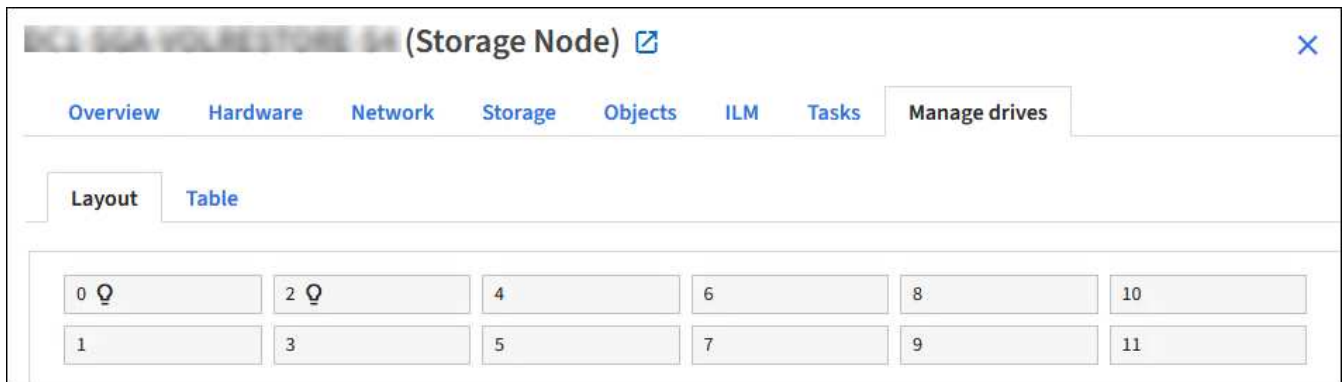 (Storage Node)
Overview Hardware Network Storage Objects ILM Tasks Manage drives
Layout Table
0 2 4 6 8 10
1 3 5 7 9 11